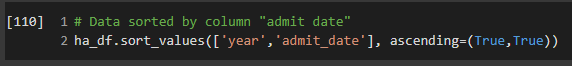 [110] 1 # Data sorted by column "admit date"
2 ha_df.sort_values(['year','admit_date'], ascending=(True,True))